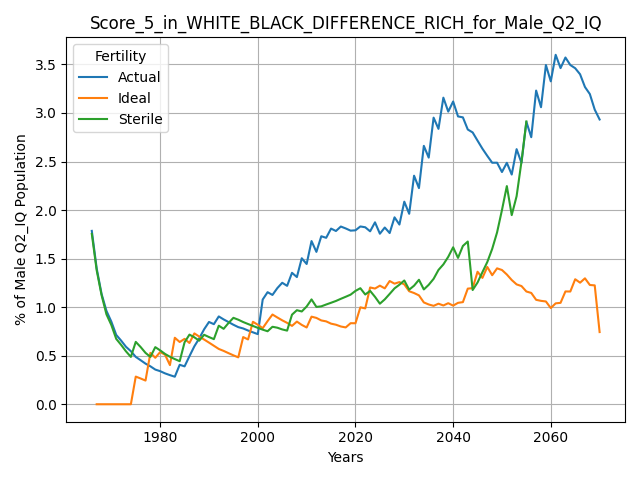 Score_5_in_WHITE_BLACK_DIFFERENCE_RICH_for_Male_Q2_IQ
Fertility
Actual
Ideal
Sterile
% of Male Q2_IQ Population
3.5
3.0
2.5
2.0
1.5
1.0
0.5
0.0
1980 2000 2020 2040 2060
Years